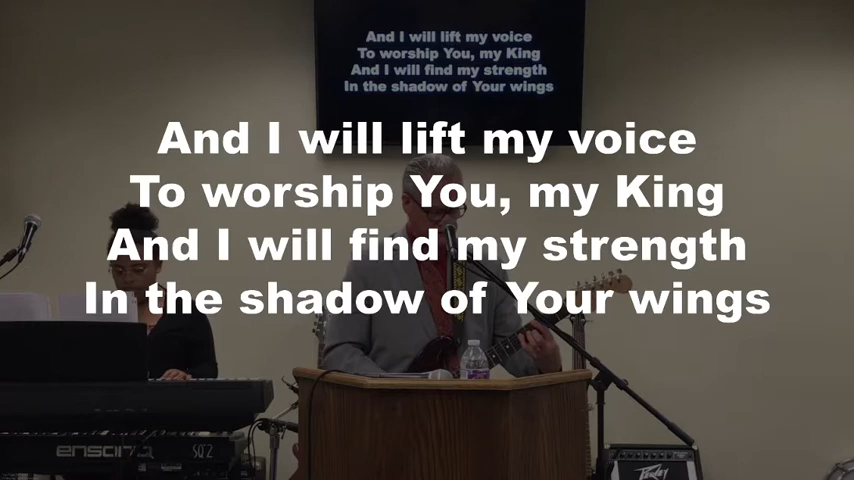 And I will lift my voice
To worship You, my King
And I will find my strength
In the shadow of Your wings
And I will lift my voice
To worship You, my King
And I will find my strength
In the shadow of Your wings
ensoniq SQ2
Peavey